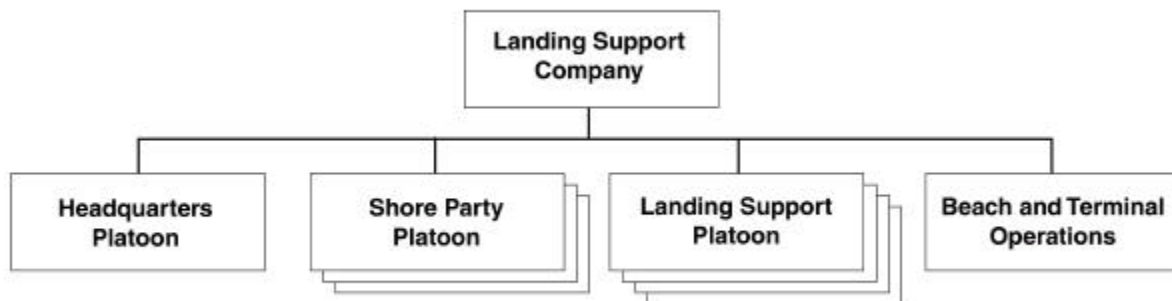 Landing Support
Company
Headquarters
Platoon
Shore Party
Platoon
Landing Support
Platoon
Beach and Terminal
Operations